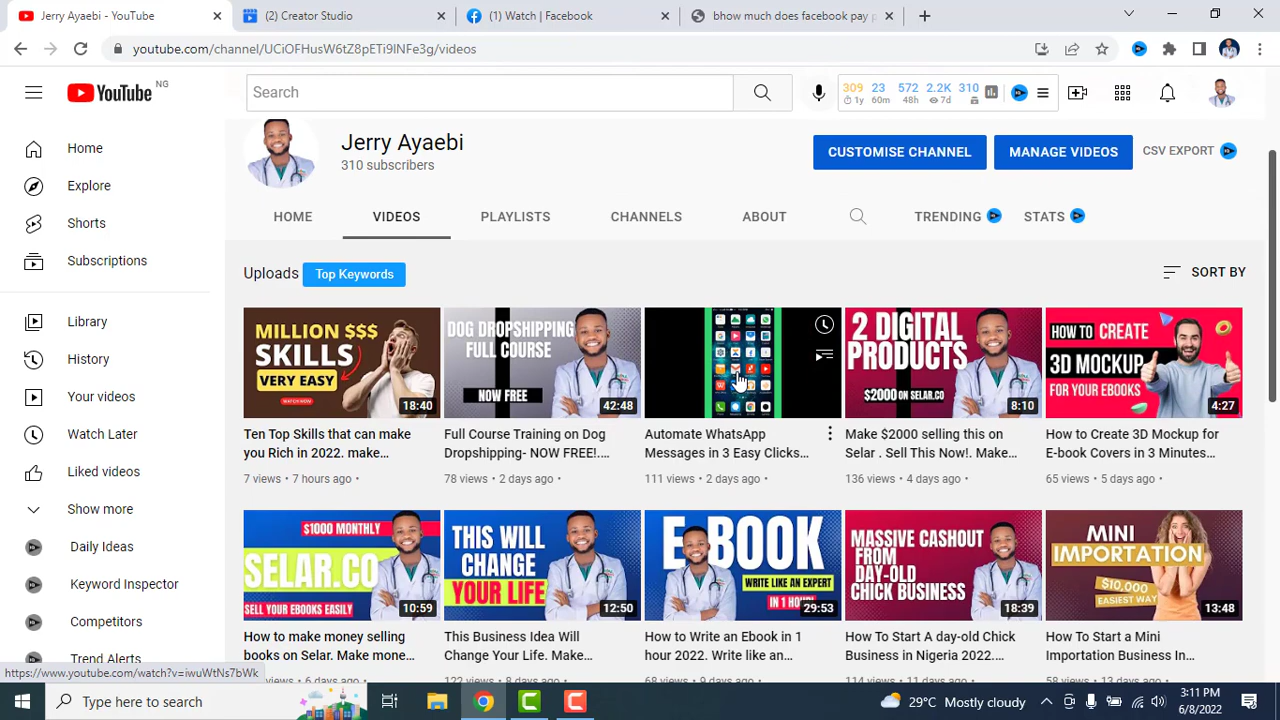 Jerry Ayaebi - YouTube
(2) Creator Studio
(1) Watch | Facebook
bhow much does facebook pay p
youtube.com/channel/UCiOFHusW6tZ8pETi9INFe3g/videos
YouTube NG
Search
309 23 572 2.2K 310
1y 60m 48h 7d
Home
Explore
Shorts
Subscriptions
Library
History
Your videos
Watch Later
Liked videos
Show more
Daily Ideas
Keyword Inspector
Competitors
Trend Alerts
Jerry Ayaebi
310 subscribers
CUSTOMISE CHANNEL
MANAGE VIDEOS
CSV EXPORT
HOME
VIDEOS
PLAYLISTS
CHANNELS
ABOUT
TRENDING
STATS
Uploads
Top Keywords
SORT BY
MILLION $$$
SKILLS
VERY EASY
18:40
Ten Top Skills that can make
you Rich in 2022. make...
7 views • 7 hours ago •
DOG DROPSHIPPING
FULL COURSE
NOW FREE
42:48
Full Course Training on Dog
Dropshipping- NOW FREE!....
78 views • 2 days ago •
Automate WhatsApp
Messages in 3 Easy Clicks...
111 views • 2 days ago •
2 DIGITAL
PRODUCTS
$2000 ON SELAR.CO
8:10
Make $2000 selling this on
Selar . Sell This Now!. Make...
136 views • 4 days ago •
HOW TO CREATE
3D MOCKUP
FOR YOUR EBOOKS
4:27
How to Create 3D Mockup for
E-book Covers in 3 Minutes...
65 views • 5 days ago •
$1000 MONTHLY
SELAR.CO
SELL YOUR EBOOKS EASILY
10:59
How to make money selling
books on Selar. Make mone...
THIS WILL
CHANGE
YOUR LIFE
12:50
This Business Idea Will
Change Your Life. Make...
E-BOOK
WRITE LIKE AN EXPERT
IN 1 HOUR!
29:53
How to Write an Ebook in 1
hour 2022. Write like an...
MASSIVE CASHOUT
FROM
DAY-OLD
CHICK BUSINESS
18:39
How To Start A day-old Chick
Business in Nigeria 2022....
MINI
IMPORTATION
$10,000
EASIEST WAY
13:48
How To Start a Mini
Importation Business In...
https://www.youtube.com/watch?v=iwuWtNs7bWk
Type here to search
29°C Mostly cloudy
3:11 PM
6/8/2022